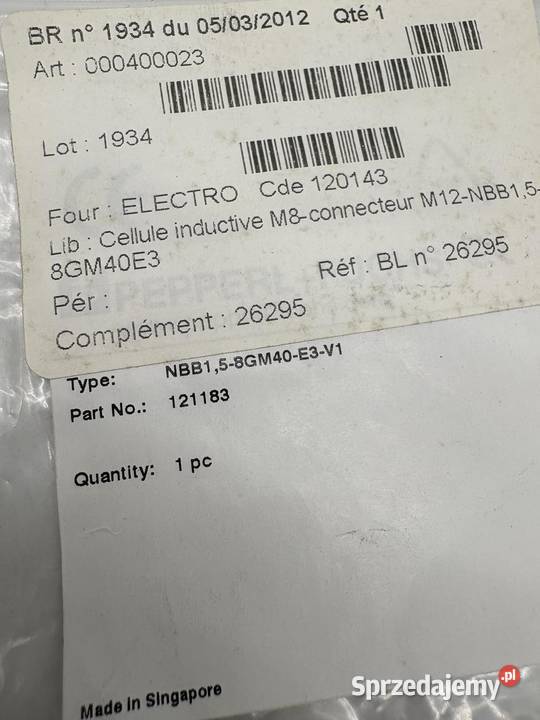 BR n° 1934 du 05/03/2012 Qté 1
Art : 000400023
Lot : 1934
Four : ELECTRO Cde 120143
Lib : Cellule inductive M8-connecteur M12-NBB1,5-
8GM40E3
Réf : BL n° 26295
Pér :
PEPPERL
Complément : 26295
Type: NBB1,5-8GM40-E3-V1
Part No.: 121183
Quantity: 1 pc
Made in Singapore
Sprzedajemy.pl